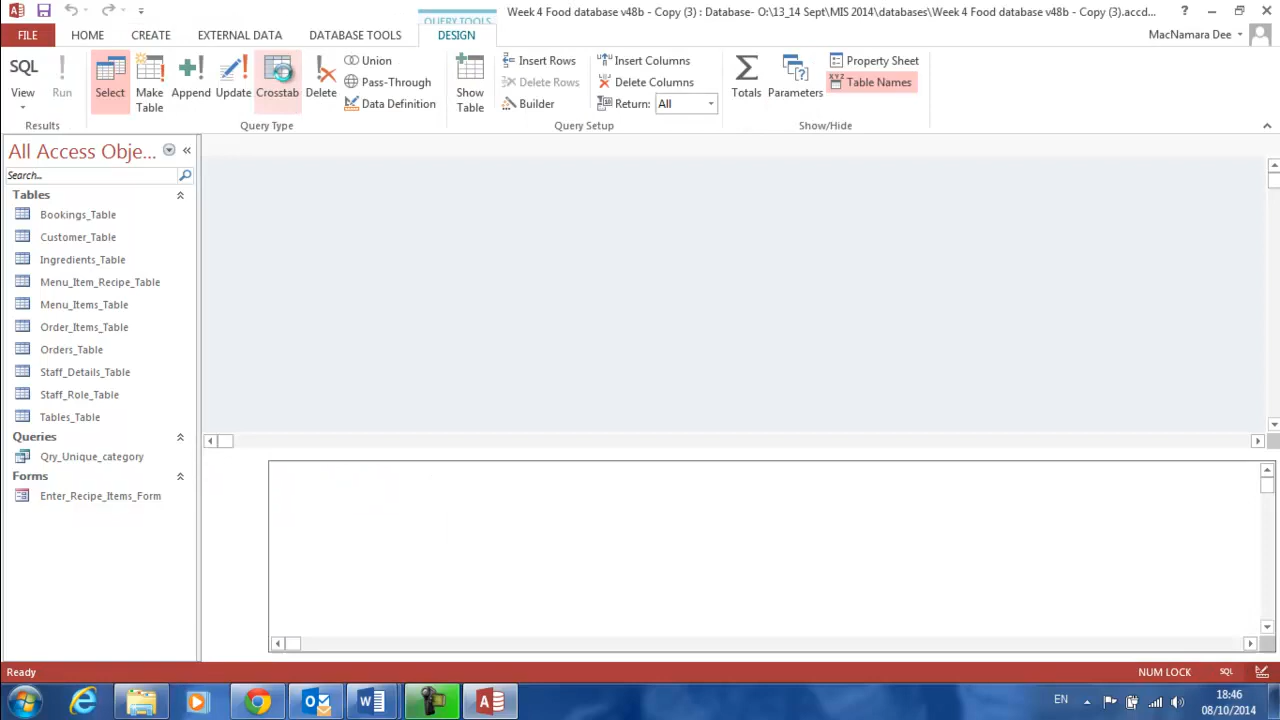 QUERY TOOLS
Week 4 Food database v48b - Copy (3) : Database- O:\13_14 Sept\MIS 2014\databases\Week 4 Food database v48b - Copy (3).accd...
FILE
HOME
CREATE
EXTERNAL DATA
DATABASE TOOLS
DESIGN
MacNamara Dee
SQL
View
Run
Results
Select
Make
Table
Append
Update
Crosstab
Delete
Union
Pass-Through
Data Definition
Query Type
Show
Table
Insert Rows
Delete Rows
Builder
Insert Columns
Delete Columns
Return: All
Query Setup
Totals
Parameters
Property Sheet
XYZ Table Names
Show/Hide
All Access Obje...
Search...
Tables
Bookings_Table
Customer_Table
Ingredients_Table
Menu_Item_Recipe_Table
Menu_Items_Table
Order_Items_Table
Orders_Table
Staff_Details_Table
Staff_Role_Table
Tables_Table
Queries
Qry_Unique_category
Forms
Enter_Recipe_Items_Form
Ready
NUM LOCK
SQL
EN
18:46
08/10/2014